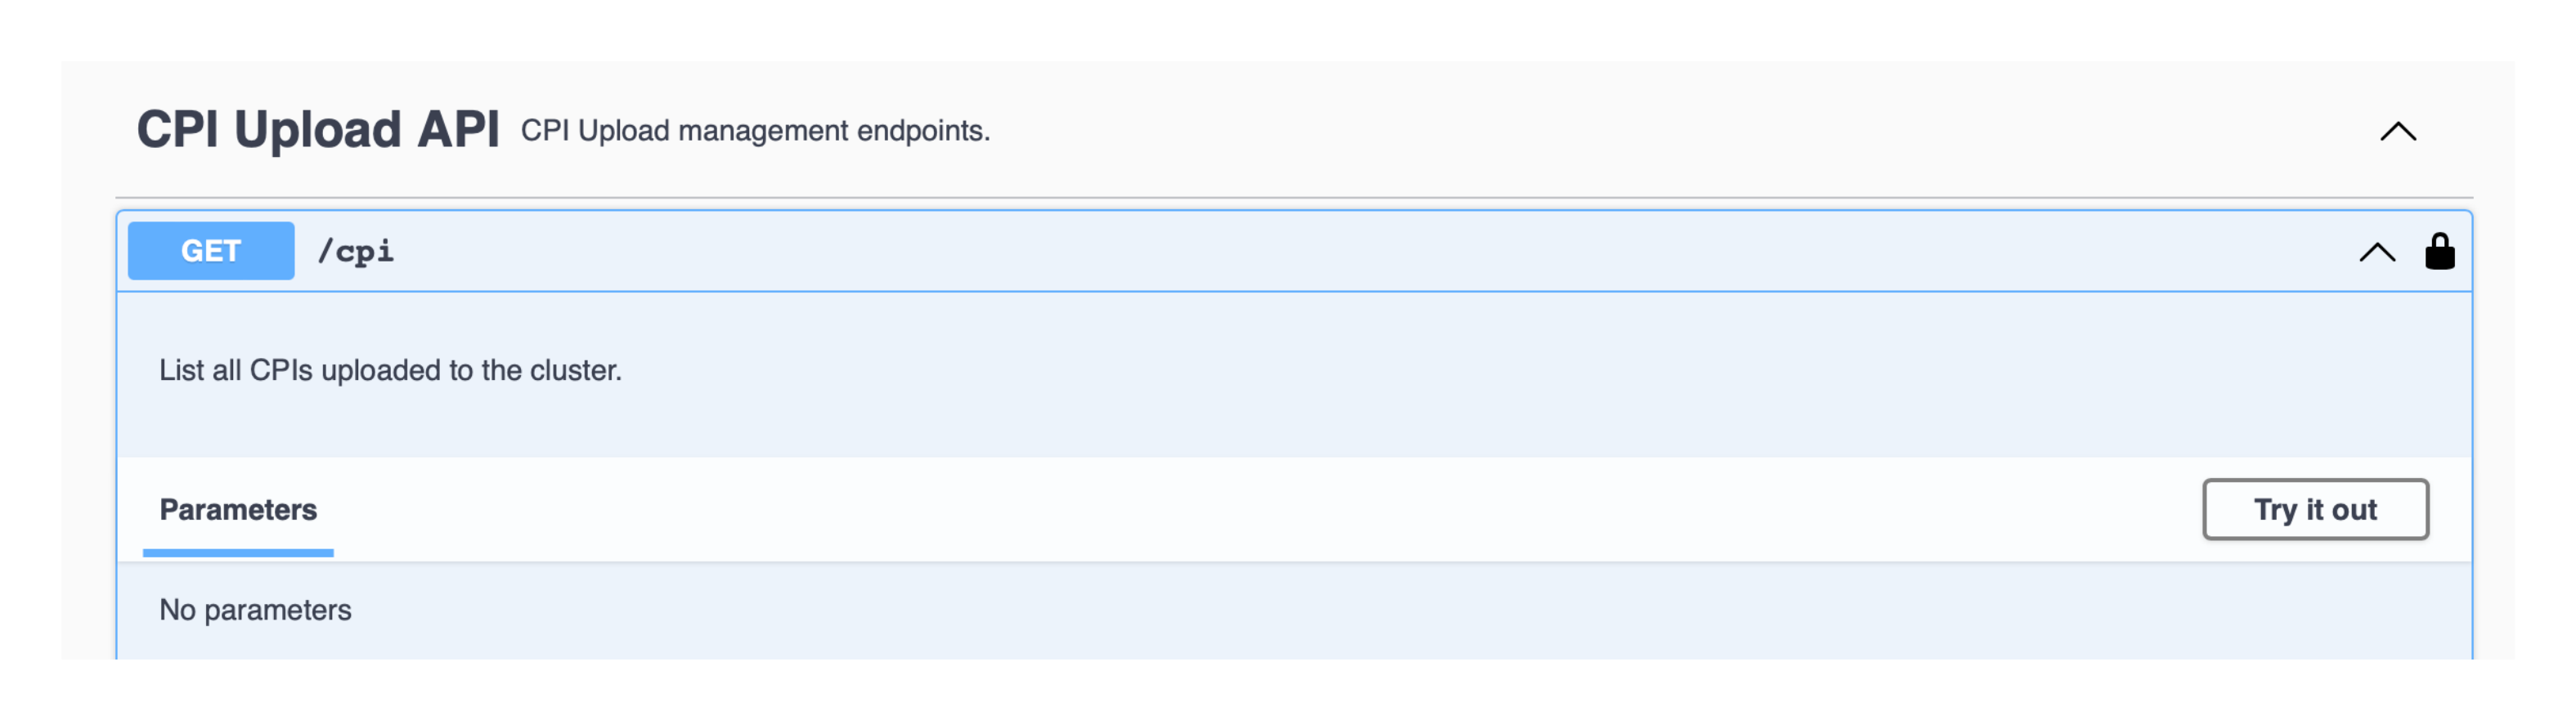 CPI Upload API CPI Upload management endpoints.
GET /cpi
List all CPIs uploaded to the cluster.
Parameters Try it out
No parameters